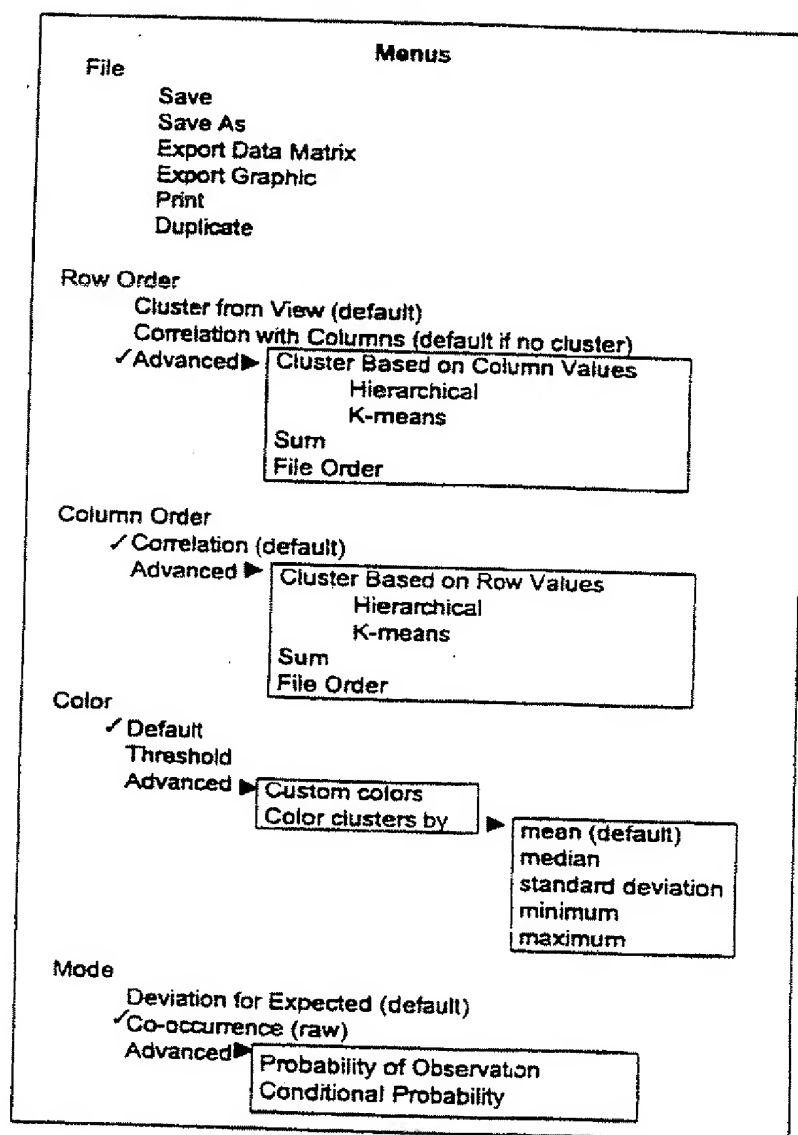 Menus
File
Save
Save As
Export Data Matrix
Export Graphic
Print
Duplicate
Row Order
Cluster from View (default)
Correlation with Columns (default if no cluster)
✓Advanced▶ Cluster Based on Column Values
Hierarchical
K-means
Sum
File Order
Column Order
✓Correlation (default)
Advanced ▶ Cluster Based on Row Values
Hierarchical
K-means
Sum
File Order
Color
✓Default
Threshold
Advanced ▶ Custom colors
Color clusters by ▶ mean (default)
median
standard deviation
minimum
maximum
Mode
Deviation for Expected (default)
✓Co-occurrence (raw)
Advanced▶ Probability of Observation
Conditional Probability